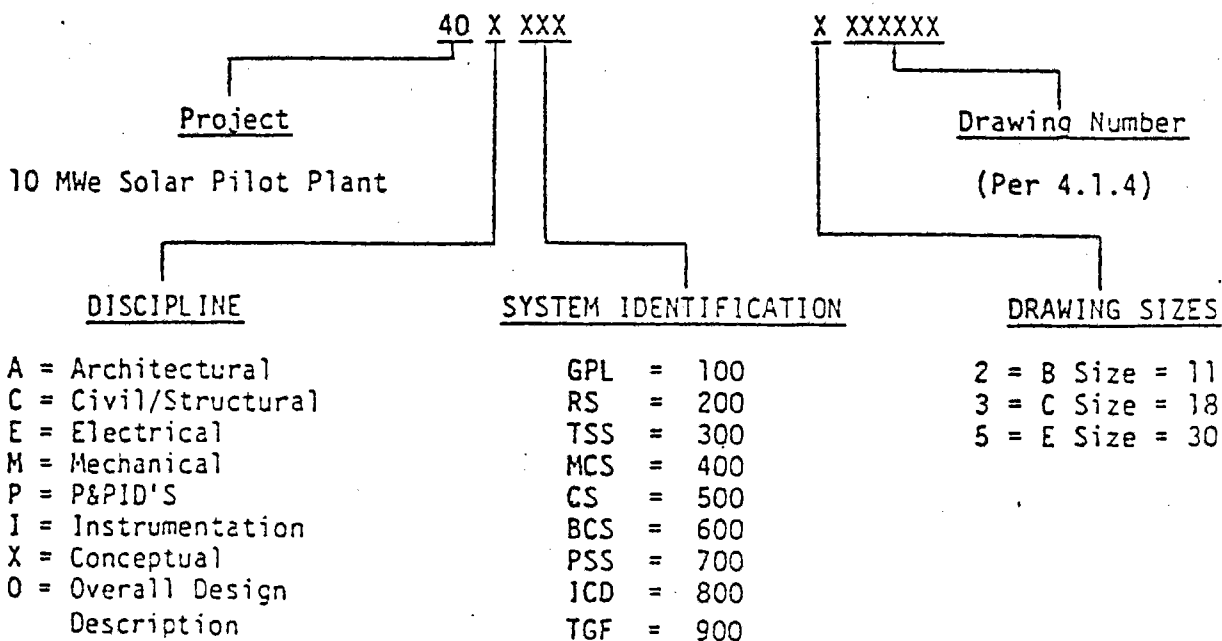 40 X XXX X XXXXXX
Project
Drawing Number
10 MWe Solar Pilot Plant
(Per 4.1.4)
DISCIPLINE
SYSTEM IDENTIFICATION
DRAWING SIZES
A = Architectural
C = Civil/Structural
E = Electrical
M = Mechanical
P = P&PID'S
I = Instrumentation
X = Conceptual
O = Overall Design
Description
GPL = 100
RS = 200
TSS = 300
MCS = 400
CS = 500
BCS = 600
PSS = 700
ICD = 800
TGF = 900
2 = B Size = 11
3 = C Size = 18
5 = E Size = 30